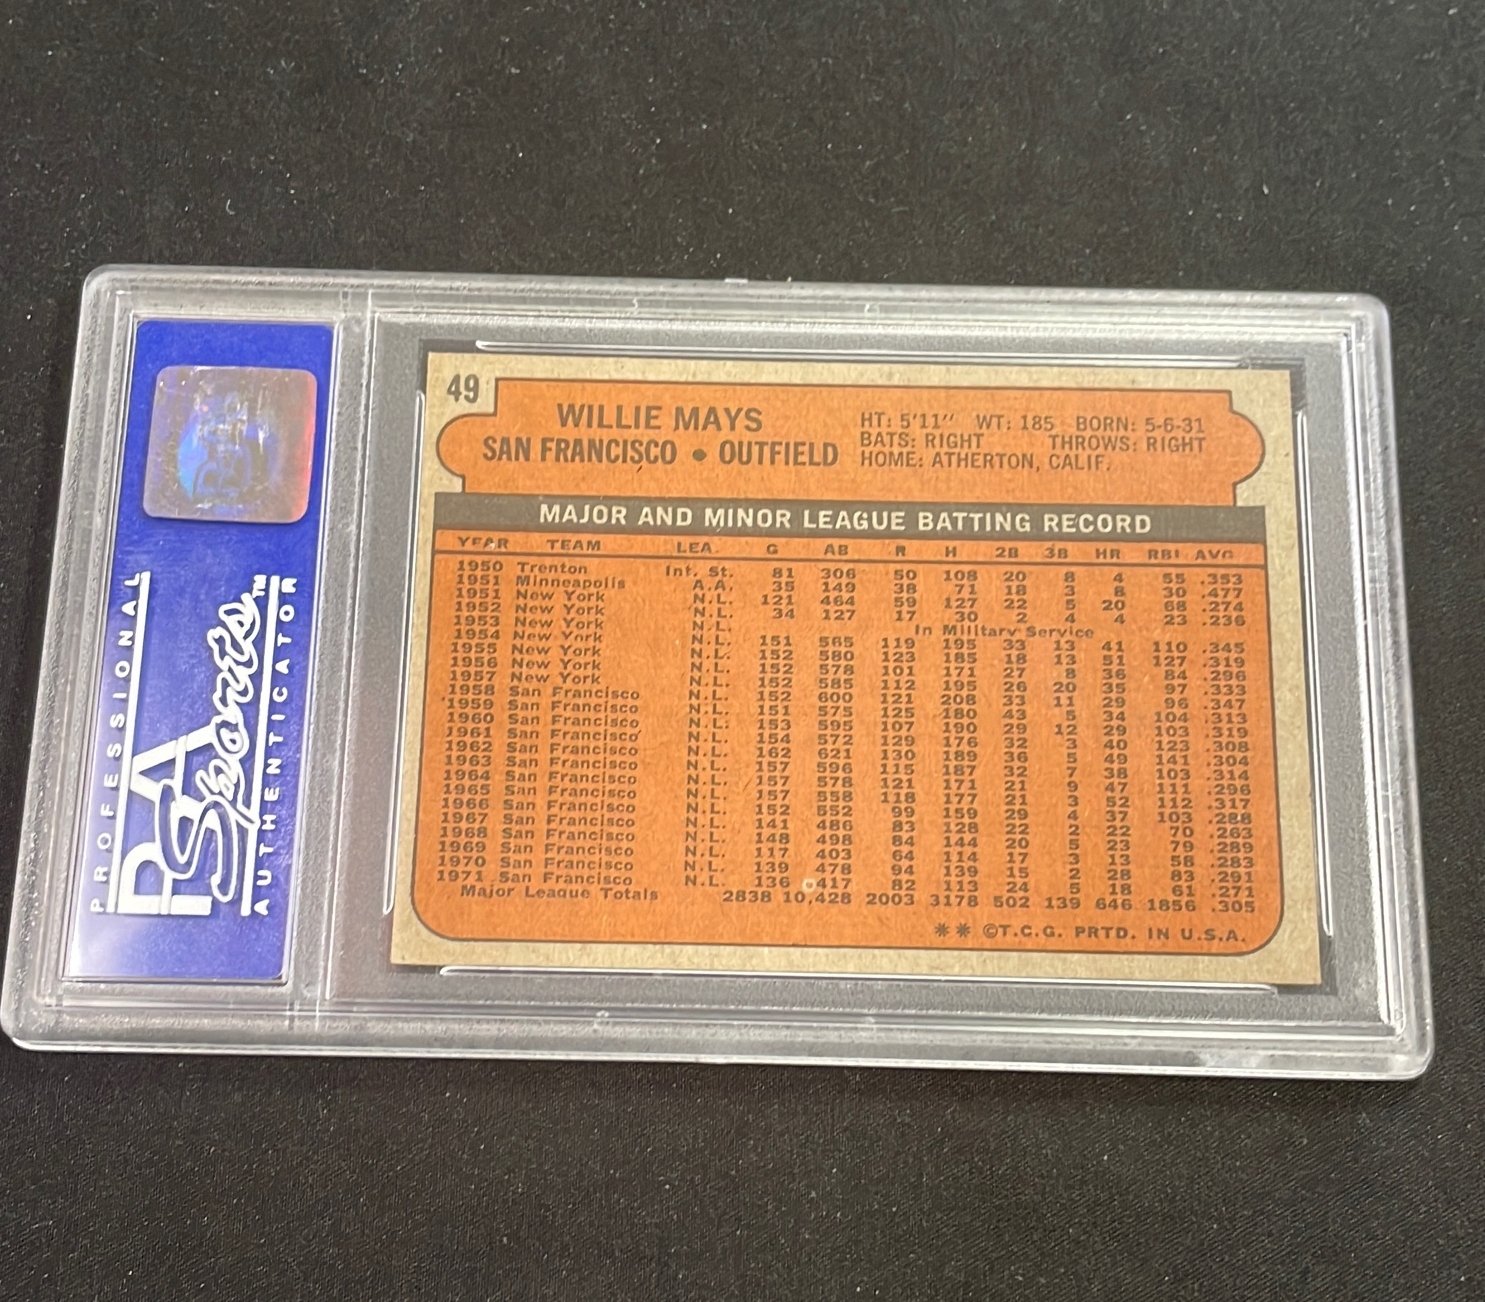 49
WILLIE MAYS
SAN FRANCISCO • OUTFIELD
HT: 5'11" WT: 185 BORN: 5-6-31
BATS: RIGHT THROWS: RIGHT
HOME: ATHERTON, CALIF.
MAJOR AND MINOR LEAGUE BATTING RECORD
YEAR TEAM LEA. G AB R H 2B 3B HR RBI AVG
1950 Trenton Int. St. 81 306 50 108 20 8 4 55 .353
1951 Minneapolis A.A. 35 149 38 71 18 3 8 30 .477
1951 New York N.L. 121 464 59 127 22 5 20 68 .274
1952 New York N.L. 34 127 17 30 2 4 4 23 .236
1953 New York N.L. In Military Service
1954 New York N.L. 151 565 119 195 33 13 41 110 .345
1955 New York N.L. 152 580 123 185 18 13 51 127 .319
1956 New York N.L. 152 578 101 171 27 8 36 84 .296
1957 New York N.L. 152 585 112 195 26 20 35 97 .333
1958 San Francisco N.L. 152 600 121 208 33 11 29 96 .347
1959 San Francisco N.L. 151 575 125 180 43 5 34 104 .313
1960 San Francisco N.L. 153 595 107 190 29 12 29 103 .319
1961 San Francisco N.L. 154 572 129 176 32 3 40 123 .308
1962 San Francisco N.L. 162 621 130 189 36 5 49 141 .304
1963 San Francisco N.L. 157 596 115 187 32 7 38 103 .314
1964 San Francisco N.L. 157 578 121 171 21 9 47 111 .296
1965 San Francisco N.L. 157 558 118 177 21 3 52 112 .317
1966 San Francisco N.L. 152 552 99 159 29 4 37 103 .288
1967 San Francisco N.L. 141 486 83 128 22 2 22 70 .263
1968 San Francisco N.L. 148 498 84 144 20 5 23 79 .289
1969 San Francisco N.L. 117 403 64 114 17 3 13 58 .283
1970 San Francisco N.L. 139 478 94 139 15 2 28 83 .291
1971 San Francisco N.L. 136 417 82 113 24 5 18 61 .271
Major League Totals 2838 10,428 2003 3178 502 139 646 1856 .305
** ©T.C.G. PRTD. IN U.S.A.
PROFESSIONAL
PSA
Sports™
AUTHENTICATOR